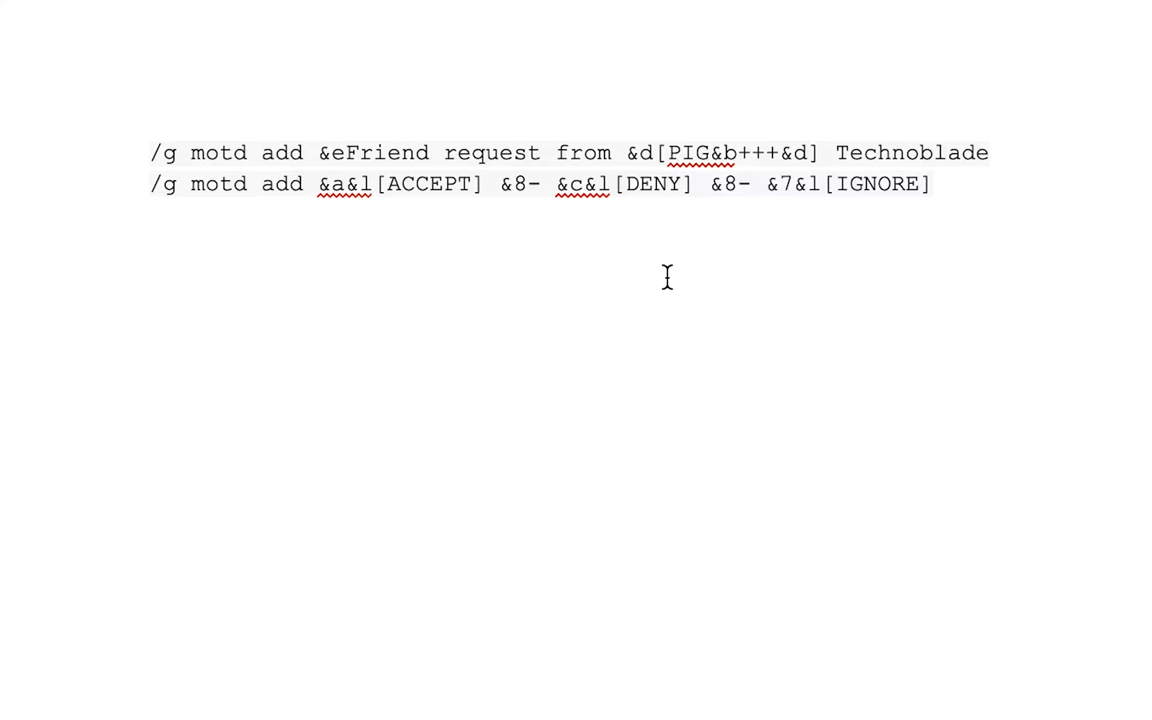 /g motd add &eFriend request from &d[PIG&b+++&d] Technoblade
/g motd add &a&l[ACCEPT] &8- &c&l[DENY] &8- &7&l[IGNORE]